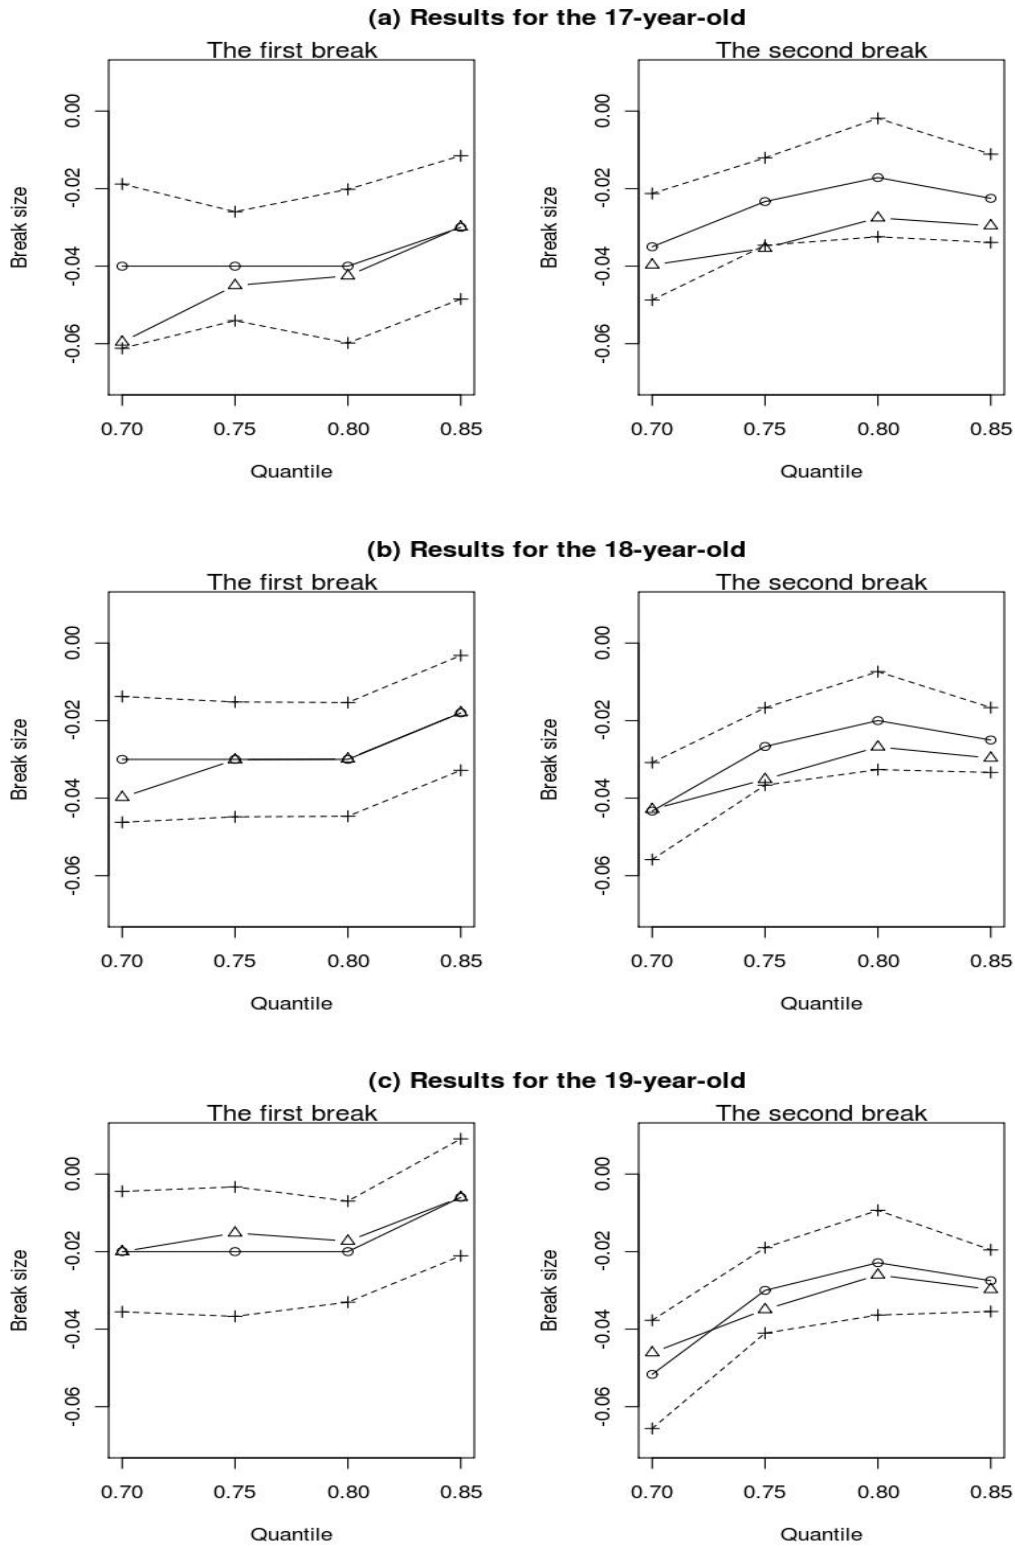 (a) Results for the 17-year-old
The first break
The second break
Break size
0.00
-0.02
-0.04
-0.06
0.70 0.75 0.80 0.85
Quantile
Break size
0.00
-0.02
-0.04
-0.06
0.70 0.75 0.80 0.85
Quantile
(b) Results for the 18-year-old
The first break
The second break
Break size
0.00
-0.02
-0.04
-0.06
0.70 0.75 0.80 0.85
Quantile
Break size
0.00
-0.02
-0.04
-0.06
0.70 0.75 0.80 0.85
Quantile
(c) Results for the 19-year-old
The first break
The second break
Break size
0.00
-0.02
-0.04
-0.06
0.70 0.75 0.80 0.85
Quantile
Break size
0.00
-0.02
-0.04
-0.06
0.70 0.75 0.80 0.85
Quantile